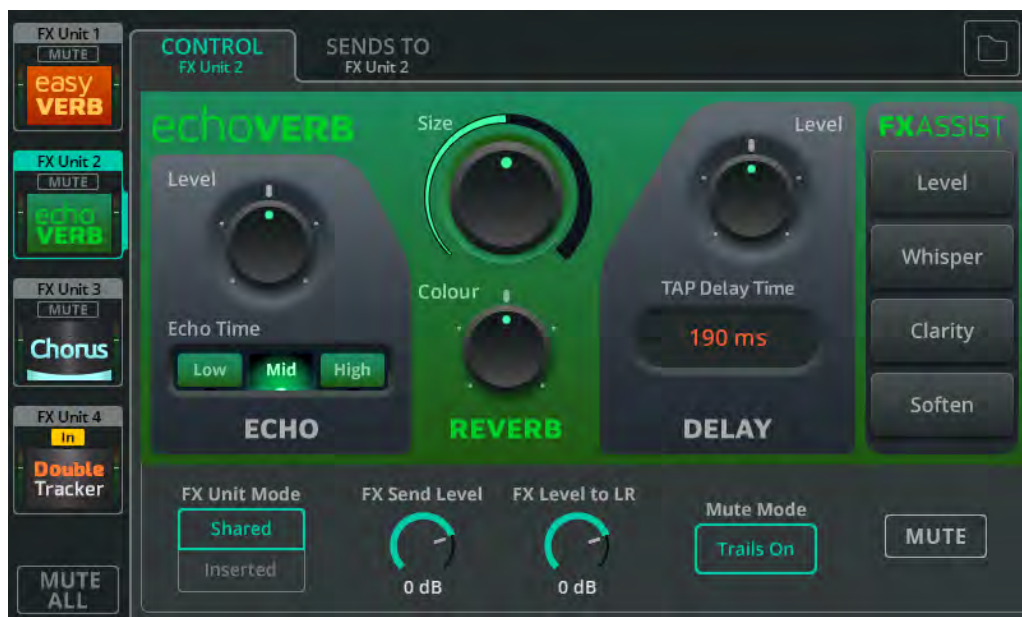 FX Unit 1
MUTE
easy
VERB
FX Unit 2
MUTE
echo
VERB
FX Unit 3
MUTE
Chorus
FX Unit 4
In
Double
Tracker
MUTE
ALL
CONTROL
FX Unit 2
SENDS TO
FX Unit 2
echoVERB
Level
Echo Time
Low Mid High
ECHO
Size
Colour
REVERB
Level
TAP Delay Time
190 ms
DELAY
FXASSIST
Level
Whisper
Clarity
Soften
FX Unit Mode
Shared
Inserted
FX Send Level
0 dB
FX Level to LR
0 dB
Mute Mode
Trails On
MUTE